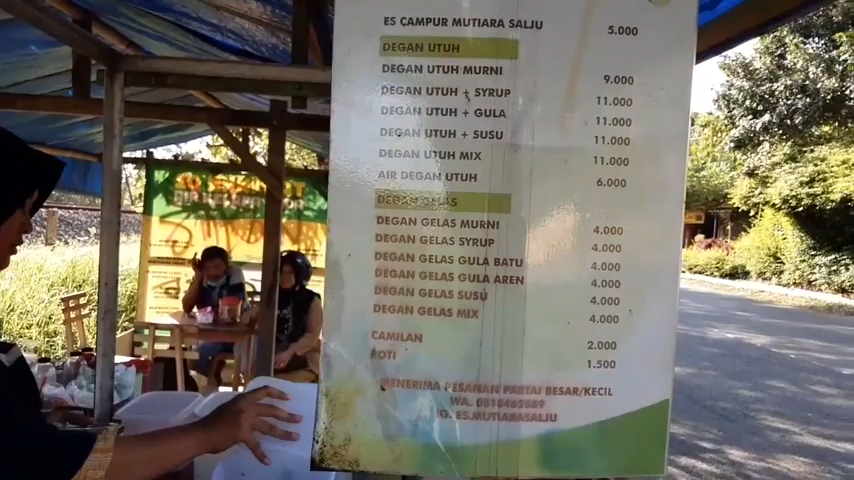 ES CAMPUR MUTIARA SALJU 5.000
DEGAN UTUH
DEGAN UTUH MURNI 9.000
DEGAN UTUH + SYRUP 11.000
DEGAN UTUH + GULA 11.000
DEGAN UTUH + SUSU 11.000
DEGAN UTUH MIX 11.000
AIR DEGAN UTUH 6.000
DEGAN GELAS
DEGAN GELAS MURNI 4.000
DEGAN GELAS SYRUP 4.000
DEGAN GELAS GULA BATU 4.000
DEGAN GELAS GULA AREN 4.000
DEGAN GELAS SUSU 4.000
DEGAN GELAS MIX 4.000
CAMILAN 2.000
ROTI 1.500
MENERIMA PESANAN PARTAI BESAR/KECIL
IG. ES MUTIARA SALJU